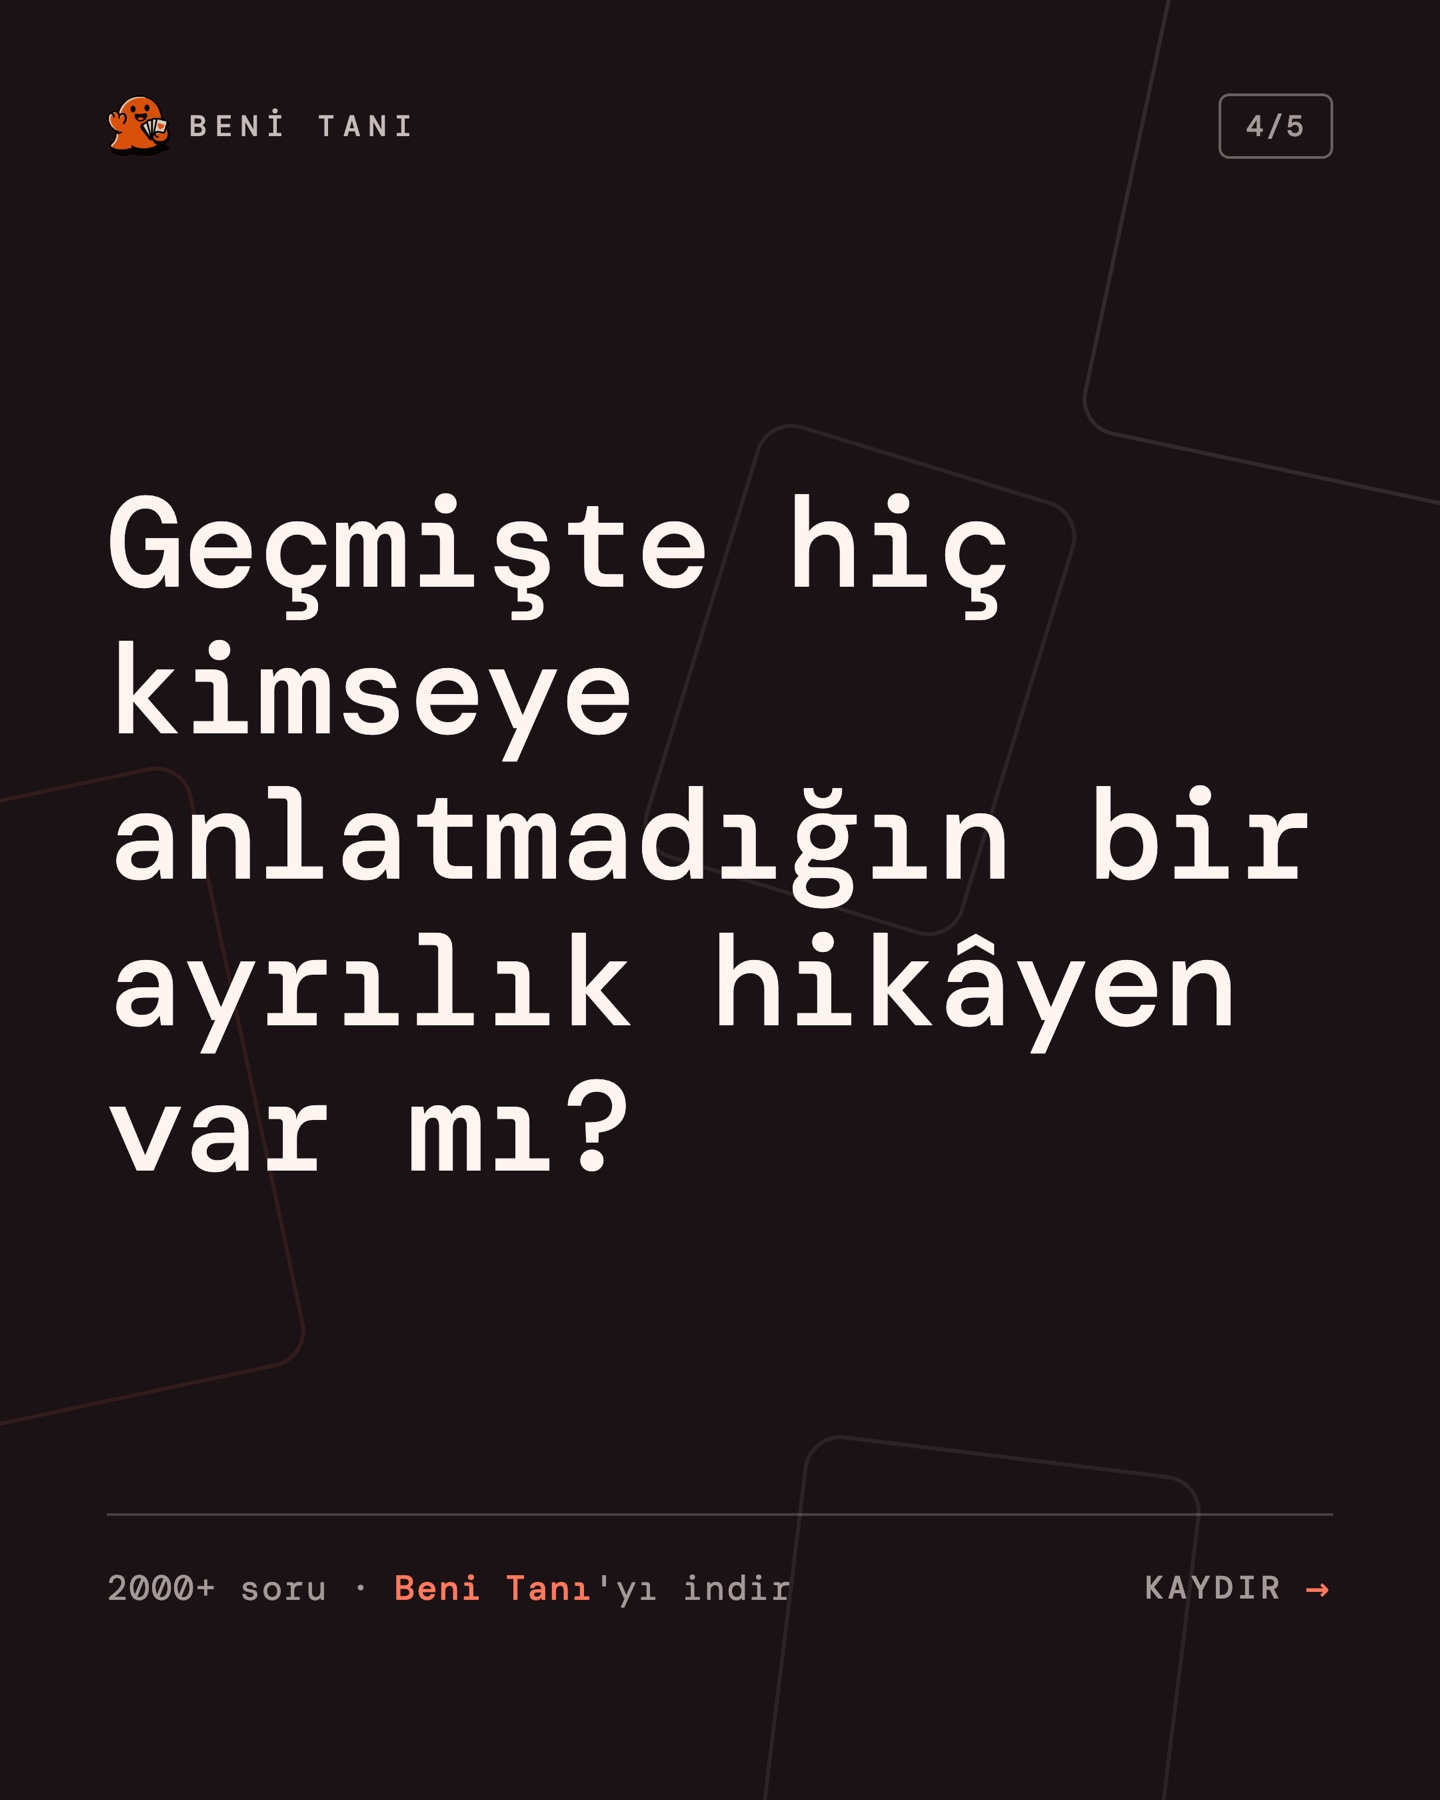 BENİ TANI
4/5
Geçmişte hiç
kimseye
anlatmadığın bir
ayrılık hikâyen
var mı?
2000+ soru · Beni Tanı'yı indir
KAYDIR →